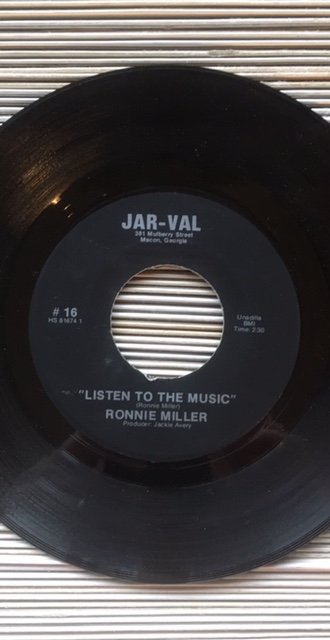 JAR-VAL
381 Mulberry Street
Macon, Georgia
# 16
HS 81674 1
Unadilla
BMI
Time: 2:30
"LISTEN TO THE MUSIC"
(Ronnie Miller)
RONNIE MILLER
Producer: Jackie Avery